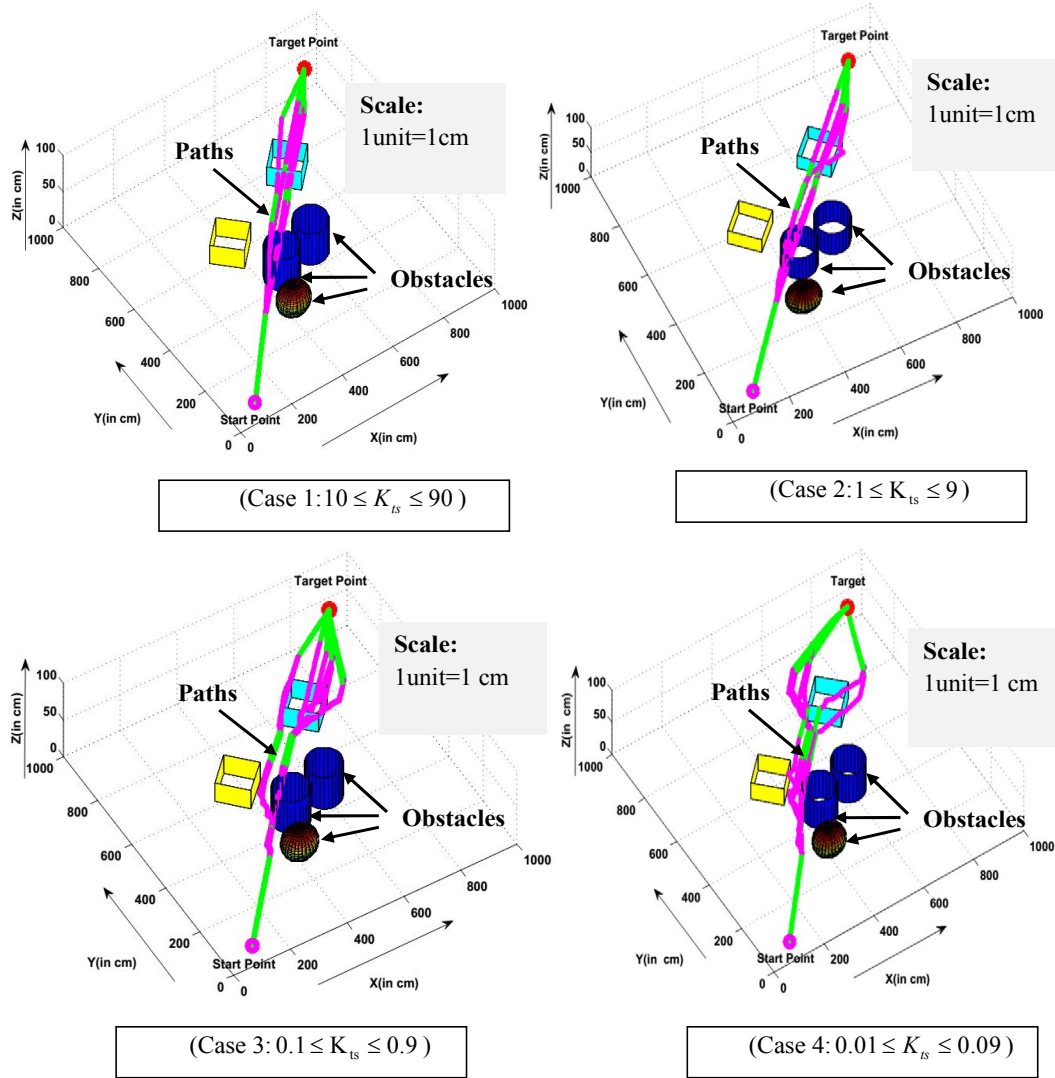 Target Point
Scale:
1unit=1cm
Paths
Z(in cm)
100
50
0
1000
800
600
400
200
0
Obstacles
1000
800
600
400
200
0
Y(in cm)
Start Point
X(in cm)
(Case 1:10 ≤ K_ts ≤ 90 )
Target Point
Scale:
1unit=1cm
Paths
Z(in cm)
100
50
0
1000
800
600
400
200
0
Obstacles
1000
800
600
400
200
0
Y(in cm)
Start Point
X(in cm)
(Case 2:1 ≤ K_ts ≤ 9 )
Target Point
Scale:
1unit=1 cm
Paths
Z(in cm)
100
50
0
1000
800
600
400
200
0
Obstacles
1000
800
600
400
200
0
Y(in cm)
Start Point
X(in cm)
(Case 3: 0.1 ≤ K_ts ≤ 0.9 )
Target
Scale:
1unit=1 cm
Paths
Z(in cm)
100
50
0
1000
800
600
400
200
0
Obstacles
1000
800
600
400
200
0
Y(in cm)
Start Point
X(in cm)
(Case 4: 0.01 ≤ K_ts ≤ 0.09 )